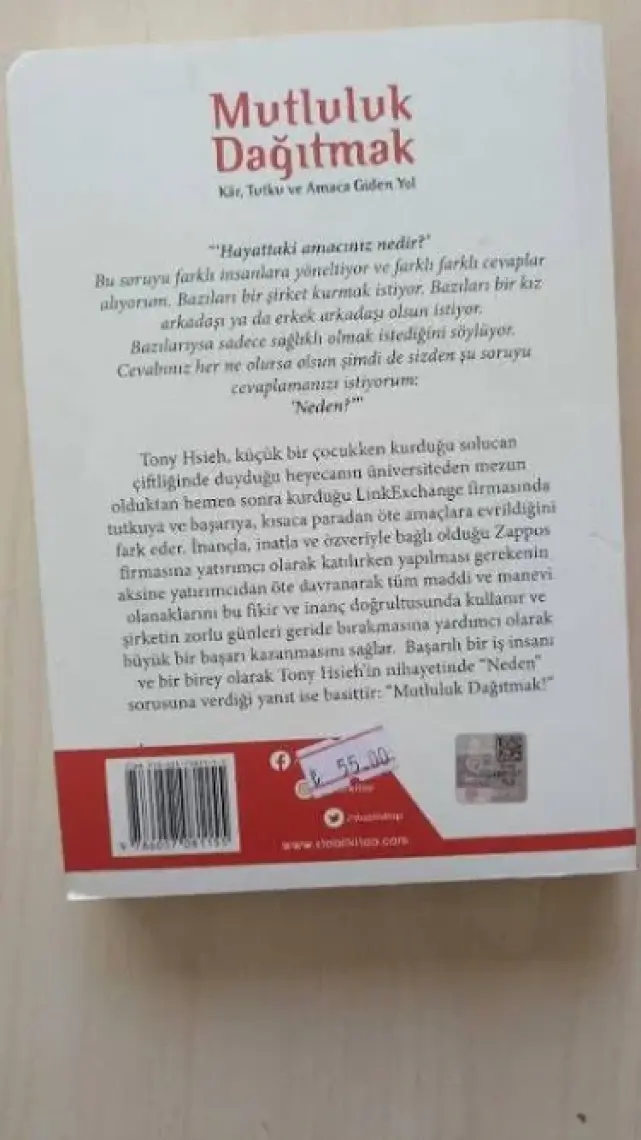 Mutluluk
Dağıtmak
Kâr, Tutku ve Amaca Giden Yol
"'Hayattaki amacınız nedir?'
Bu soruyu farklı insanlara yöneltiyor ve farklı farklı cevaplar
alıyorum. Bazıları bir şirket kurmak istiyor. Bazıları bir kız
arkadaşı ya da erkek arkadaşı olsun istiyor.
Bazılarıysa sadece sağlıklı olmak istediğini söylüyor.
Cevabınız her ne olursa olsun şimdi de sizden şu soruyu
cevaplamanızı istiyorum:
'Neden?'"
Tony Hsieh, küçük bir çocukken kurduğu solucan
çiftliğinde duyduğu heyecanın üniversiteden mezun
olduktan hemen sonra kurduğu LinkExchange firmasında
tutkuya ve başarıya, kısaca paradan öte amaçlara evrildiğini
fark eder. İnançla, inatla ve özveriyle bağlı olduğu Zappos
firmasına yatırımcı olarak katılırken yapılması gerekenin
aksine yatırımcıdan öte davranarak tüm maddi ve manevi
olanaklarını bu fikir ve inanç doğrultusunda kullanır ve
şirketin zorlu günleri geride bırakmasına yardımcı olarak
büyük bir başarı kazanmasını sağlar. Başarılı bir iş insanı
ve bir birey olarak Tony Hsieh'in nihayetinde "Neden"
sorusuna verdiği yanıt ise basittir: "Mutluluk Dağıtmak!"
₺ 55.00
9 786057 081155